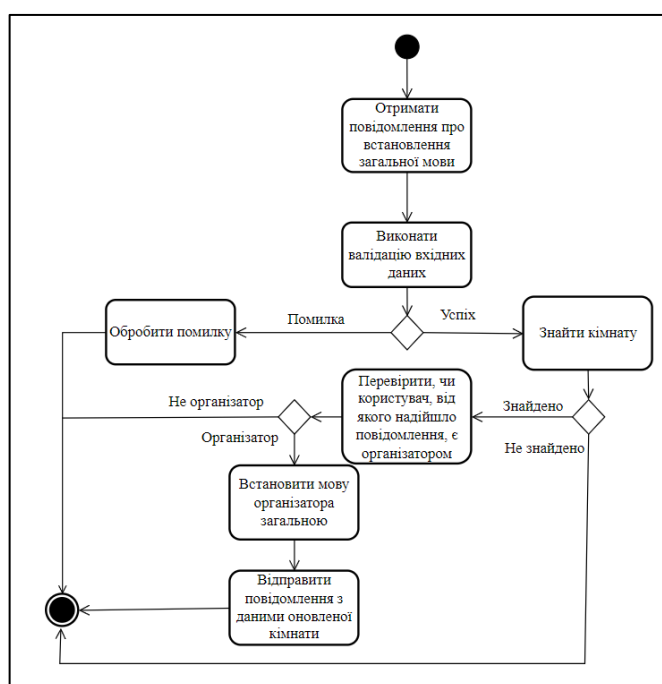 Отримати
повідомлення про
встановлення
загальної мови
Виконати
валідацію вхідних
даних
Помилка
Успіх
Обробити помилку
Знайти кімнату
Перевірити, чи
користувач, від
якого надійшло
повідомлення, є
організатором
Знайдено
Не знайдено
Не організатор
Організатор
Встановити мову
організатора
загальною
Відправити
повідомлення з
даними оновленої
кімнати